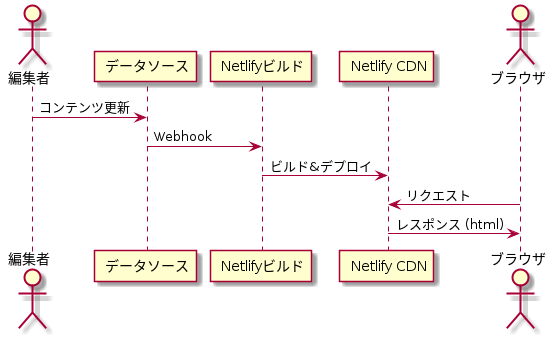 編集者
データソース
Netlifyビルド
Netlify CDN
ブラウザ
コンテンツ更新
Webhook
ビルド&デプロイ
リクエスト
レスポンス (html)
編集者
データソース
Netlifyビルド
Netlify CDN
ブラウザ